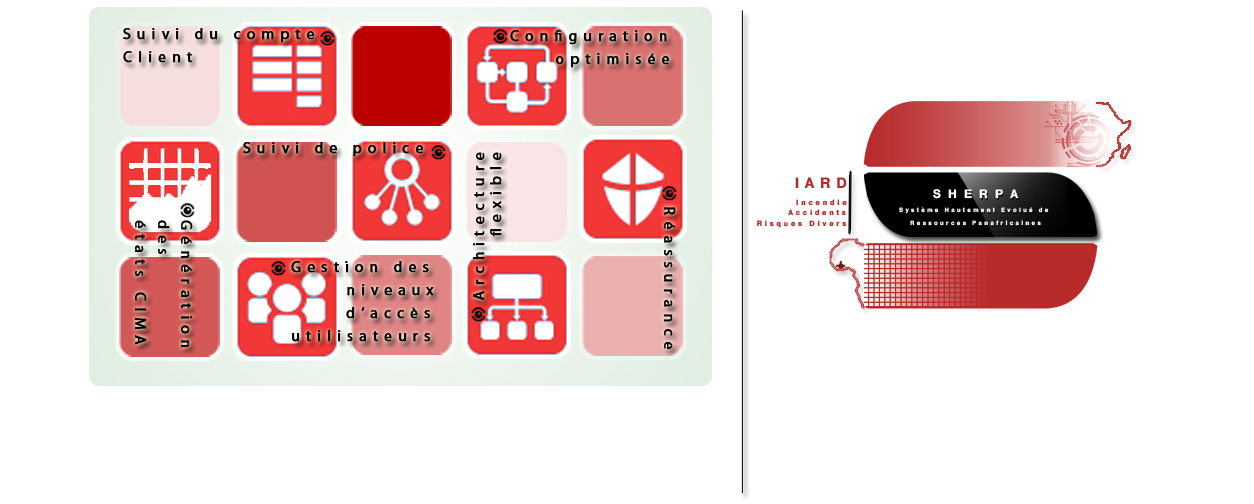 Suivi du compte
Client
Configuration
optimisée
Suivi de police
Architecture
flexible
Réassurance
Génération
des
états CIMA
Gestion des
niveaux
d'accès
utilisateurs
IARD
Incendie
Accidents
Risques Divers
SHERPA
Système Hautement Evolué de
Ressources Panafricaines